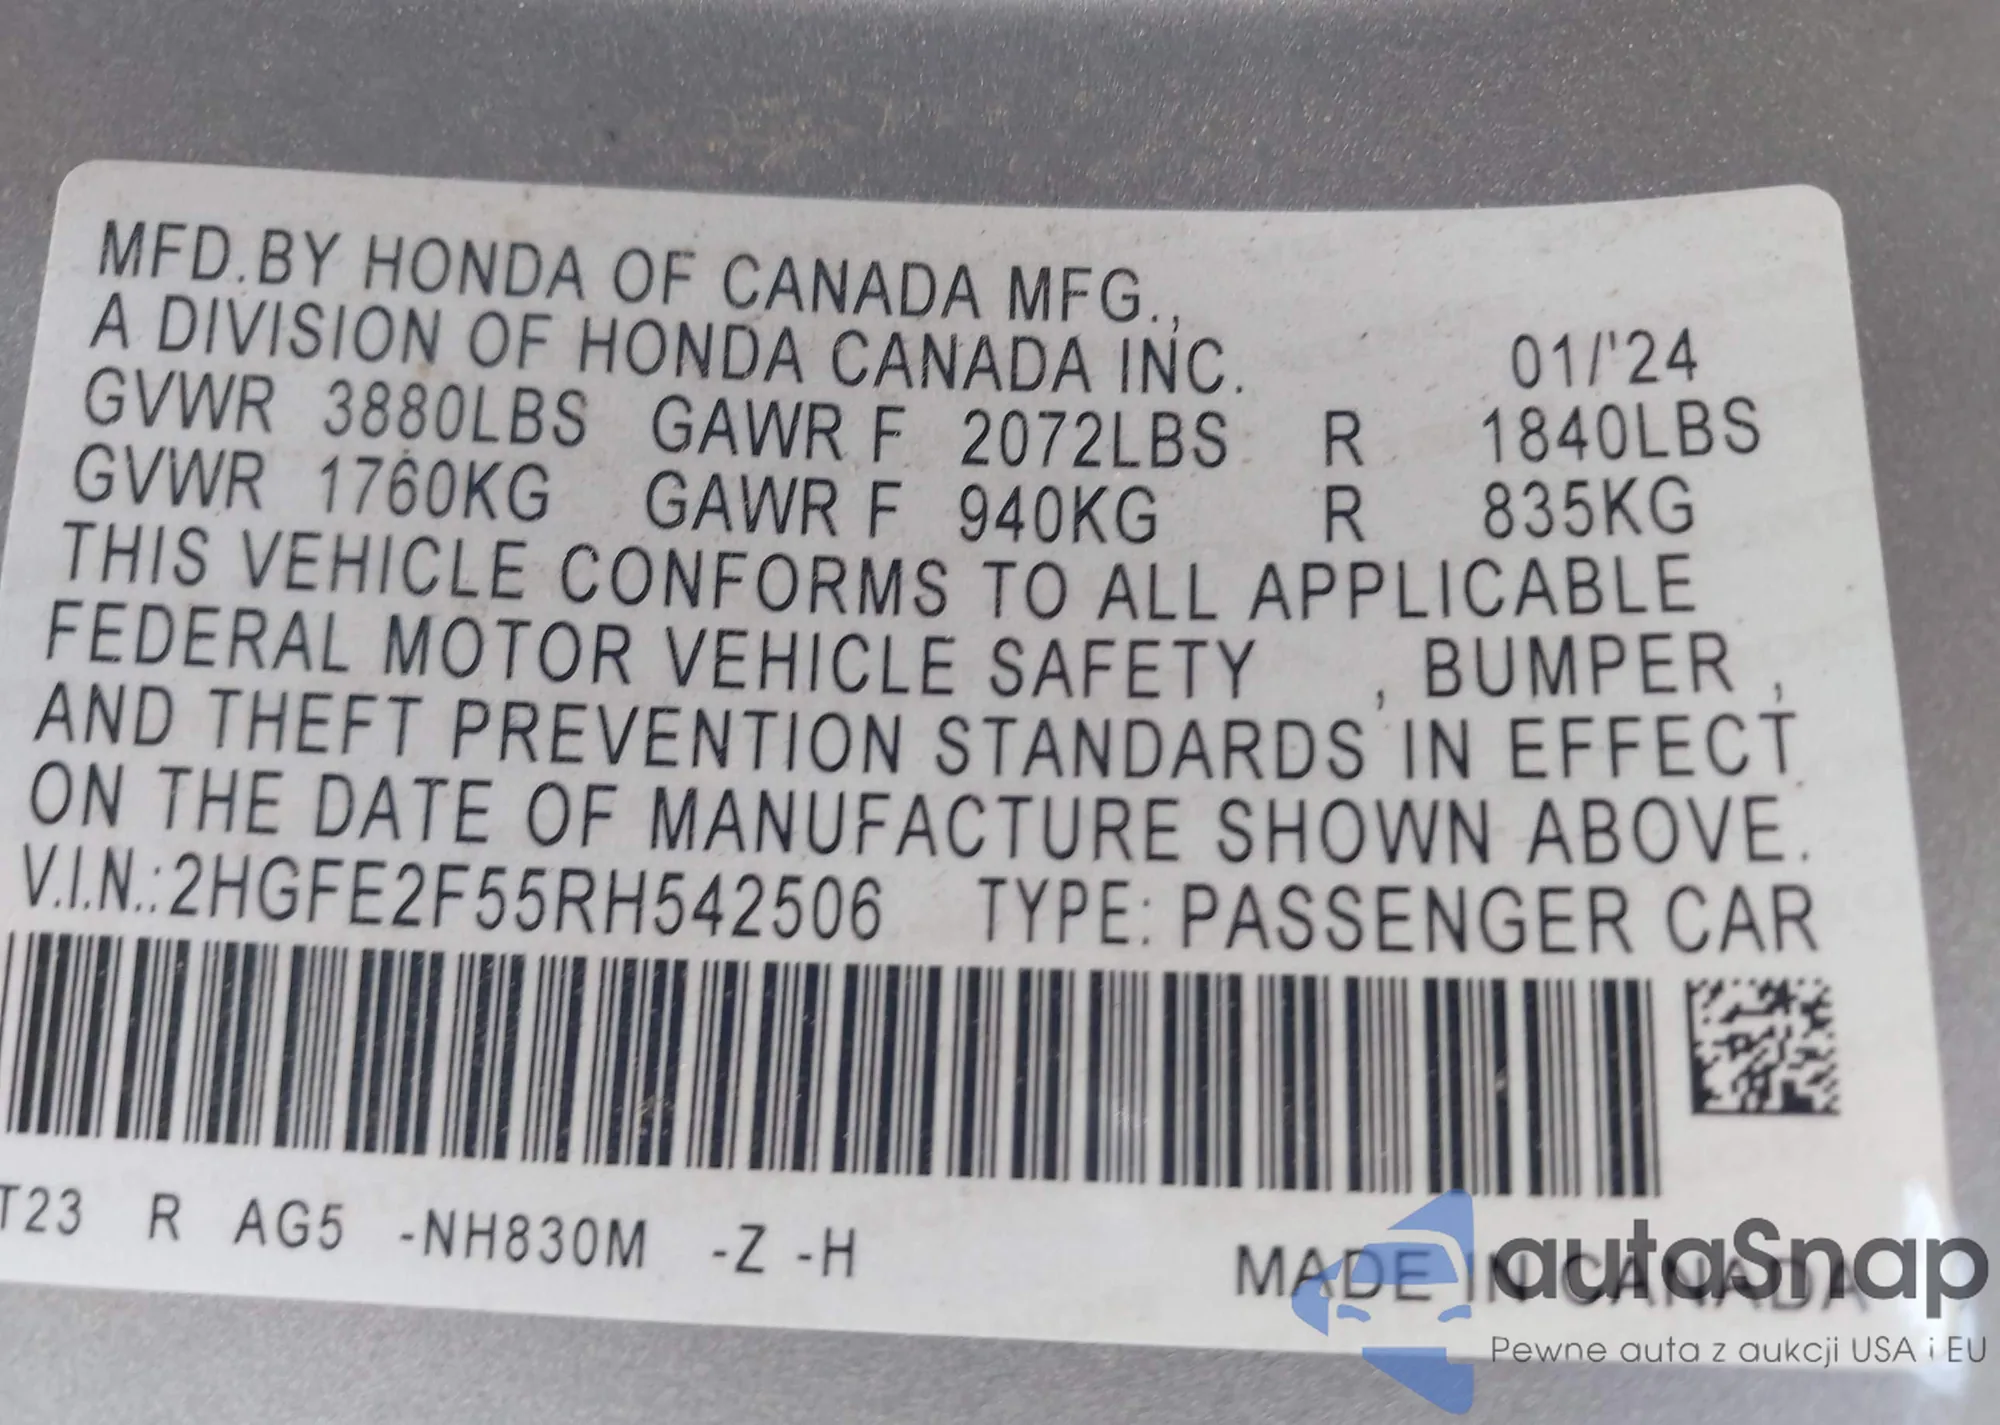 MFD.BY HONDA OF CANADA MFG.,
A DIVISION OF HONDA CANADA INC. 01/'24
GVWR 3880LBS GAWR F 2072LBS R 1840LBS
GVWR 1760KG GAWR F 940KG R 835KG
THIS VEHICLE CONFORMS TO ALL APPLICABLE
FEDERAL MOTOR VEHICLE SAFETY , BUMPER ,
AND THEFT PREVENTION STANDARDS IN EFFECT
ON THE DATE OF MANUFACTURE SHOWN ABOVE.
V.I.N.:2HGFE2F55RH542506 TYPE: PASSENGER CAR
T23 R AG5 -NH830M -Z -H
MADE IN CANADA
autaSnap
Pewne auta z aukcji USA i EU